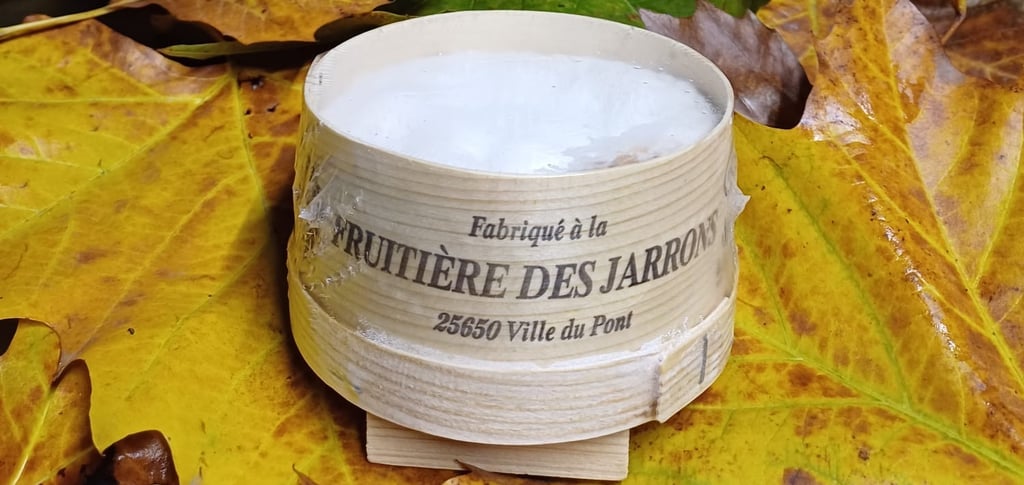 Fabriqué à la
FRUITIÈRE DES JARRONS
25650 Ville du Pont